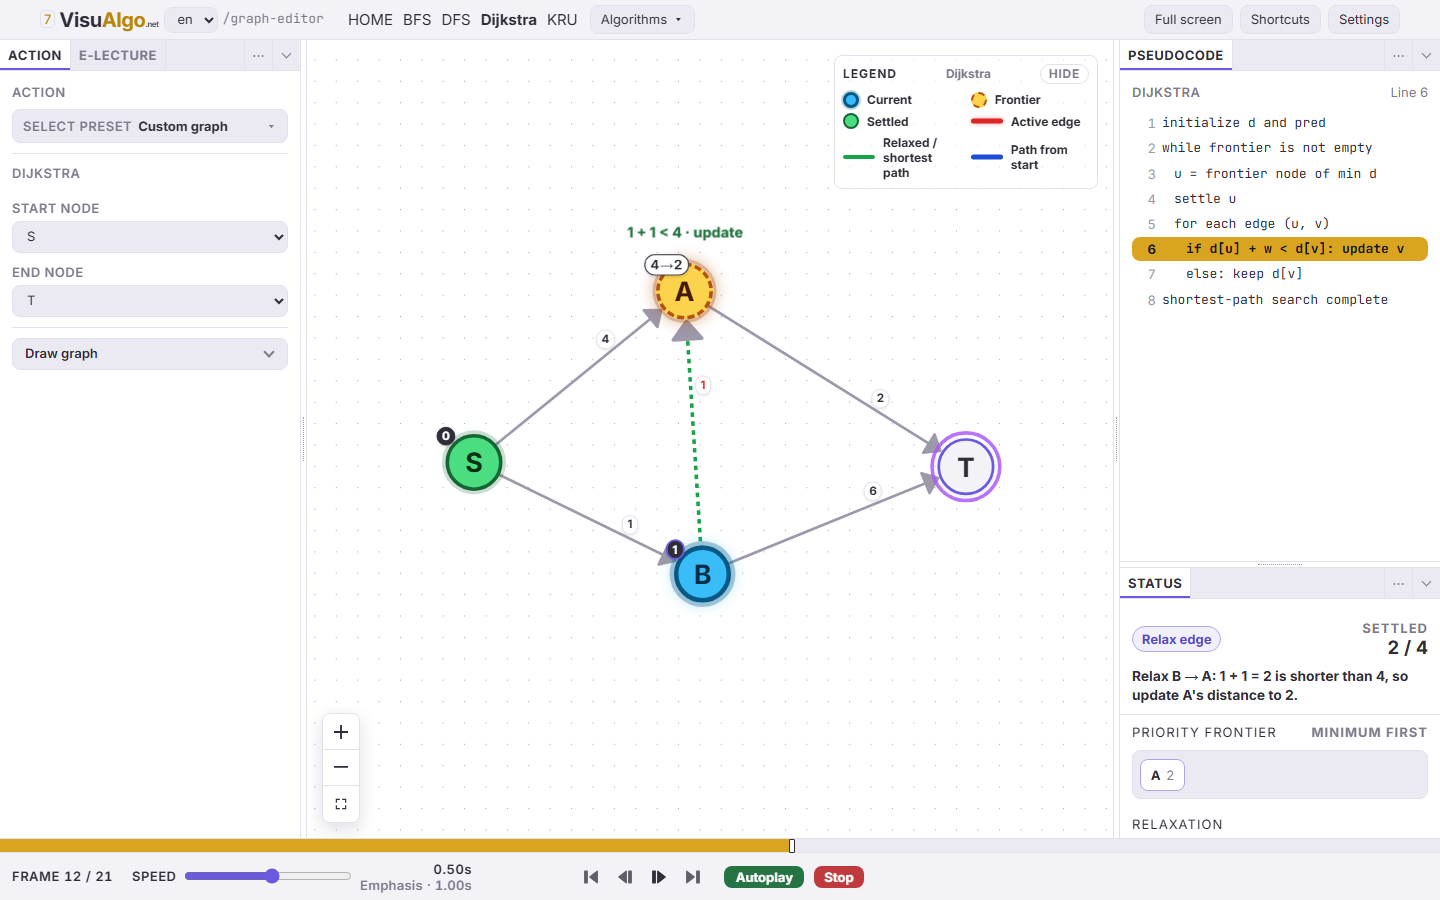 7 VisuAlgo.net en /graph-editor HOME BFS DFS Dijkstra KRU Algorithms Full screen Shortcuts Settings
ACTION E-LECTURE
ACTION
SELECT PRESET Custom graph
DIJKSTRA
START NODE
S
END NODE
T
Draw graph
LEGEND Dijkstra HIDE
Current Frontier
Settled Active edge
Relaxed / shortest path
Path from start
1 + 1 < 4 · update
4→2
A
4
1
2
0
S
T
6
1
1
B
PSEUDOCODE
DIJKSTRA Line 6
1 initialize d and pred
2 while frontier is not empty
3 u = frontier node of min d
4 settle u
5 for each edge (u, v)
6 if d[u] + w < d[v]: update v
7 else: keep d[v]
8 shortest-path search complete
STATUS
Relax edge SETTLED
2 / 4
Relax B → A: 1 + 1 = 2 is shorter than 4, so
update A's distance to 2.
PRIORITY FRONTIER MINIMUM FIRST
A 2
RELAXATION
FRAME 12 / 21 SPEED 0.50s
Emphasis · 1.00s
Autoplay Stop